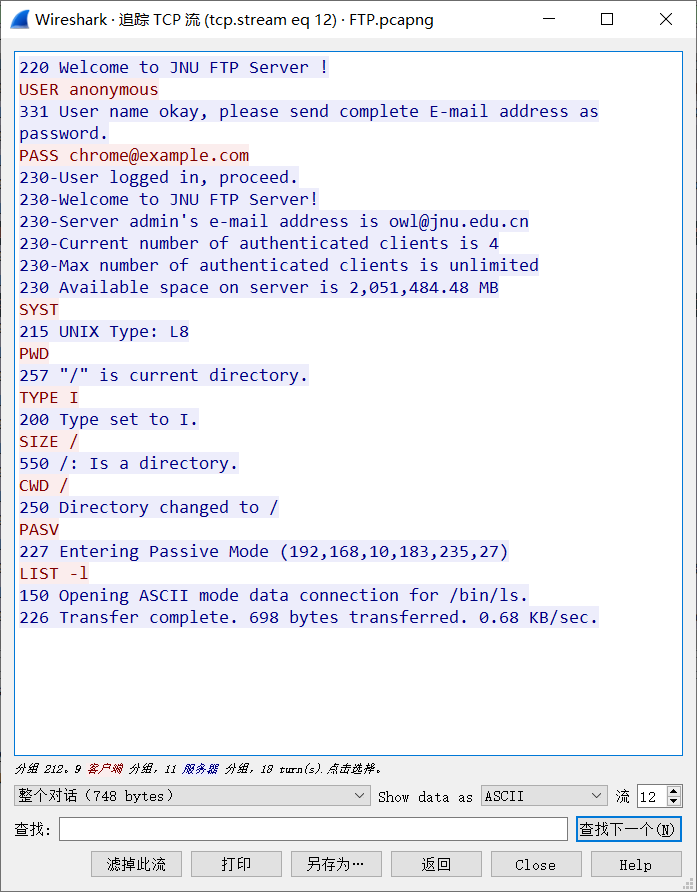 Wireshark · 追踪 TCP 流 (tcp.stream eq 12) · FTP.pcapng
220 Welcome to JNU FTP Server !
USER anonymous
331 User name okay, please send complete E-mail address as
password.
PASS chrome@example.com
230-User logged in, proceed.
230-Welcome to JNU FTP Server!
230-Server admin's e-mail address is owl@jnu.edu.cn
230-Current number of authenticated clients is 4
230-Max number of authenticated clients is unlimited
230 Available space on server is 2,051,484.48 MB
SYST
215 UNIX Type: L8
PWD
257 "/" is current directory.
TYPE I
200 Type set to I.
SIZE /
550 /: Is a directory.
CWD /
250 Directory changed to /
PASV
227 Entering Passive Mode (192,168,10,183,235,27)
LIST -l
150 Opening ASCII mode data connection for /bin/ls.
226 Transfer complete. 698 bytes transferred. 0.68 KB/sec.
分组 212。9 客户端 分组，11 服务器 分组，18 turn(s).点击选择。
整个对话（748 bytes） Show data as ASCII 流 12
查找: 查找下一个(N)
滤掉此流 打印 另存为… 返回 Close Help